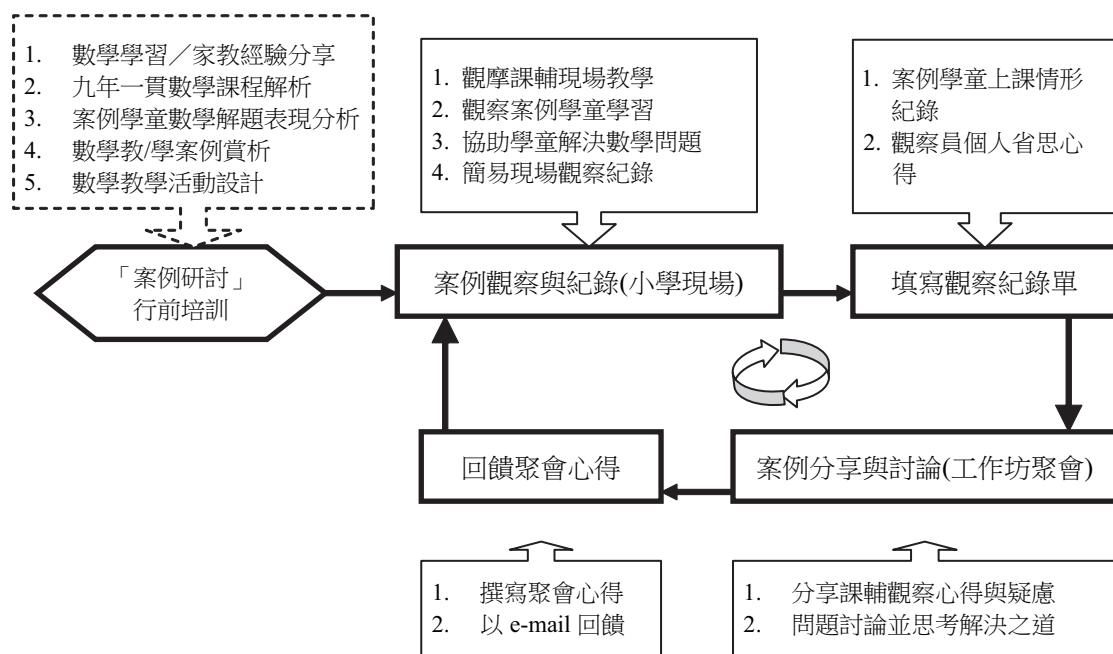 1. 數學學習／家教經驗分享
2. 九年一貫數學課程解析
3. 案例學童數學解題表現分析
4. 數學教/學案例賞析
5. 數學教學活動設計
1. 觀摩課輔現場教學
2. 觀察案例學童學習
3. 協助學童解決數學問題
4. 簡易現場觀察紀錄
1. 案例學童上課情形
紀錄
2. 觀察員個人省思心
得
「案例研討」
行前培訓
案例觀察與紀錄(小學現場)
填寫觀察紀錄單
回饋聚會心得
案例分享與討論(工作坊聚會)
1. 撰寫聚會心得
2. 以 e-mail 回饋
1. 分享課輔觀察心得與疑慮
2. 問題討論並思考解決之道